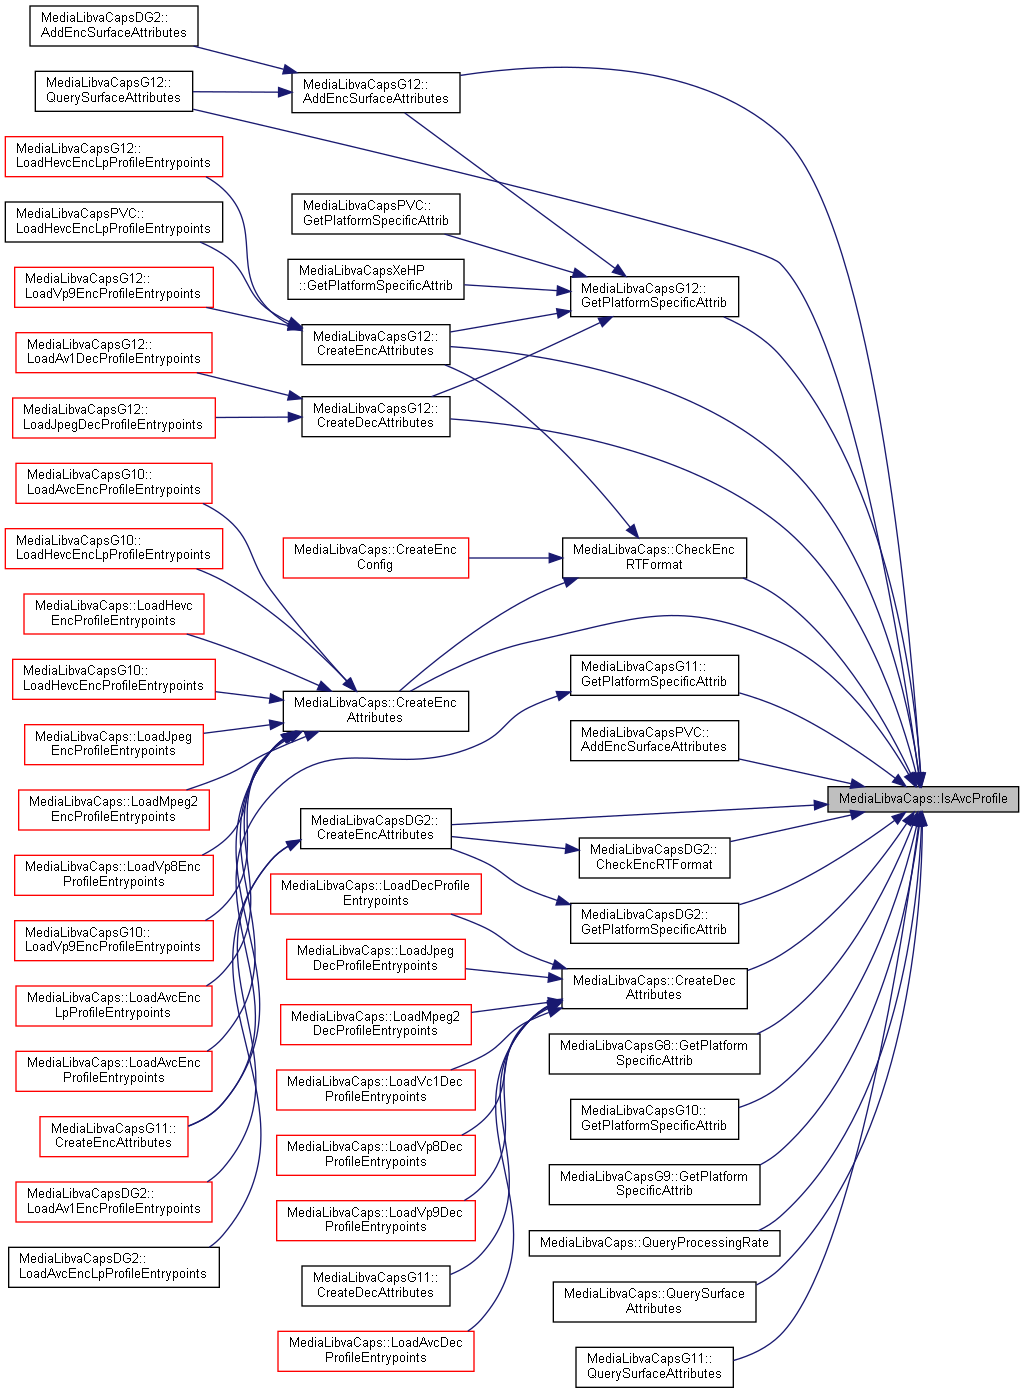 MediaLibvaCapsDG2::
AddEncSurfaceAttributes
MediaLibvaCapsG12::
QuerySurfaceAttributes
MediaLibvaCapsG12::
LoadHevcEncLpProfileEntrypoints
MediaLibvaCapsPVC::
LoadHevcEncLpProfileEntrypoints
MediaLibvaCapsG12::
LoadVp9EncProfileEntrypoints
MediaLibvaCapsG12::
LoadAv1DecProfileEntrypoints
MediaLibvaCapsG12::
LoadJpegDecProfileEntrypoints
MediaLibvaCapsG10::
LoadAvcEncProfileEntrypoints
MediaLibvaCapsG10::
LoadHevcEncLpProfileEntrypoints
MediaLibvaCaps::LoadHevc
EncProfileEntrypoints
MediaLibvaCapsG10::
LoadHevcEncProfileEntrypoints
MediaLibvaCaps::LoadJpeg
EncProfileEntrypoints
MediaLibvaCaps::LoadMpeg2
EncProfileEntrypoints
MediaLibvaCaps::LoadVp8Enc
ProfileEntrypoints
MediaLibvaCapsG10::
LoadVp9EncProfileEntrypoints
MediaLibvaCaps::LoadAvcEnc
LpProfileEntrypoints
MediaLibvaCaps::LoadAvcEnc
ProfileEntrypoints
MediaLibvaCapsG11::
CreateEncAttributes
MediaLibvaCapsDG2::
LoadAv1EncProfileEntrypoints
MediaLibvaCapsDG2::
LoadAvcEncLpProfileEntrypoints
MediaLibvaCapsG12::
AddEncSurfaceAttributes
MediaLibvaCapsPVC::
GetPlatformSpecificAttrib
MediaLibvaCapsXeHP
::GetPlatformSpecificAttrib
MediaLibvaCapsG12::
CreateEncAttributes
MediaLibvaCapsG12::
CreateDecAttributes
MediaLibvaCaps::CreateEnc
Config
MediaLibvaCaps::CreateEnc
Attributes
MediaLibvaCapsDG2::
CreateEncAttributes
MediaLibvaCaps::LoadDecProfile
Entrypoints
MediaLibvaCaps::LoadJpeg
DecProfileEntrypoints
MediaLibvaCaps::LoadMpeg2
DecProfileEntrypoints
MediaLibvaCaps::LoadVc1Dec
ProfileEntrypoints
MediaLibvaCaps::LoadVp8Dec
ProfileEntrypoints
MediaLibvaCaps::LoadVp9Dec
ProfileEntrypoints
MediaLibvaCapsG11::
CreateDecAttributes
MediaLibvaCaps::LoadAvcDec
ProfileEntrypoints
MediaLibvaCapsG12::
GetPlatformSpecificAttrib
MediaLibvaCaps::CheckEnc
RTFormat
MediaLibvaCapsG11::
GetPlatformSpecificAttrib
MediaLibvaCapsPVC::
AddEncSurfaceAttributes
MediaLibvaCapsDG2::
CheckEncRTFormat
MediaLibvaCapsDG2::
GetPlatformSpecificAttrib
MediaLibvaCaps::CreateDec
Attributes
MediaLibvaCapsG8::GetPlatform
SpecificAttrib
MediaLibvaCapsG10::
GetPlatformSpecificAttrib
MediaLibvaCapsG9::GetPlatform
SpecificAttrib
MediaLibvaCaps::QueryProcessingRate
MediaLibvaCaps::QuerySurface
Attributes
MediaLibvaCapsG11::
QuerySurfaceAttributes
MediaLibvaCaps::IsAvcProfile